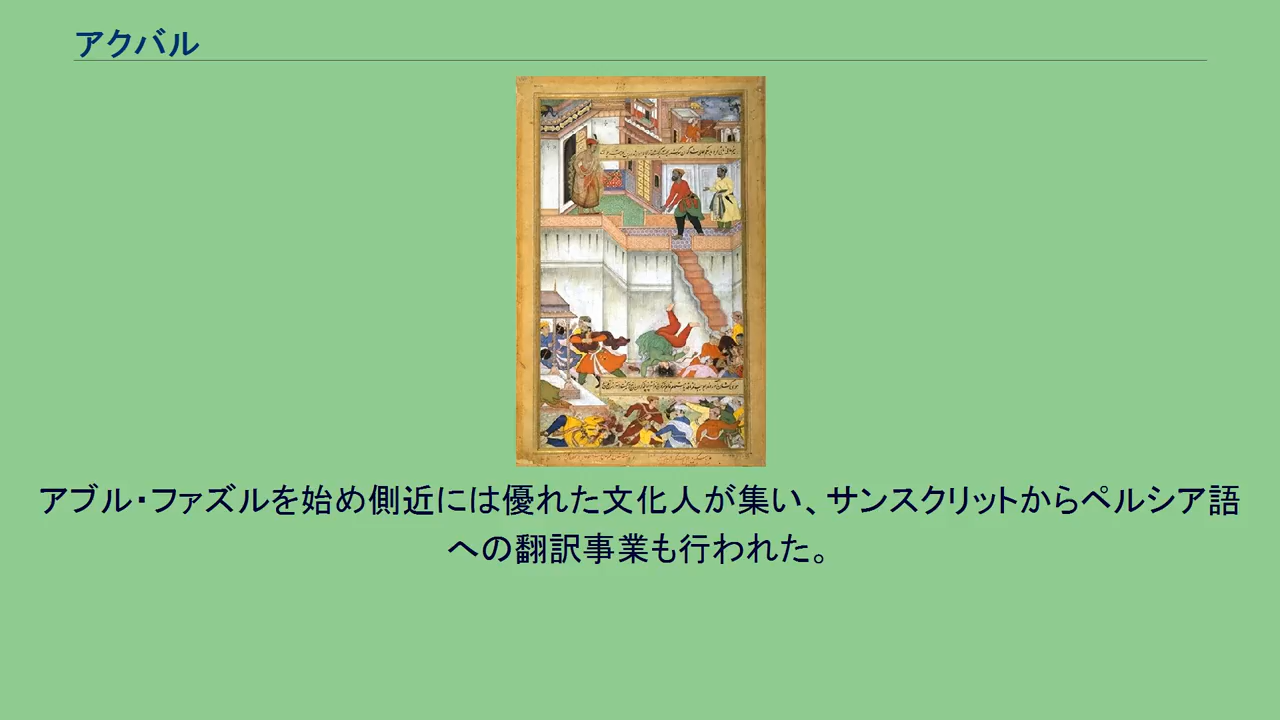 アクバル
アブル・ファズルを始め側近には優れた文化人が集い、サンスクリットからペルシア語
への翻訳事業も行われた。